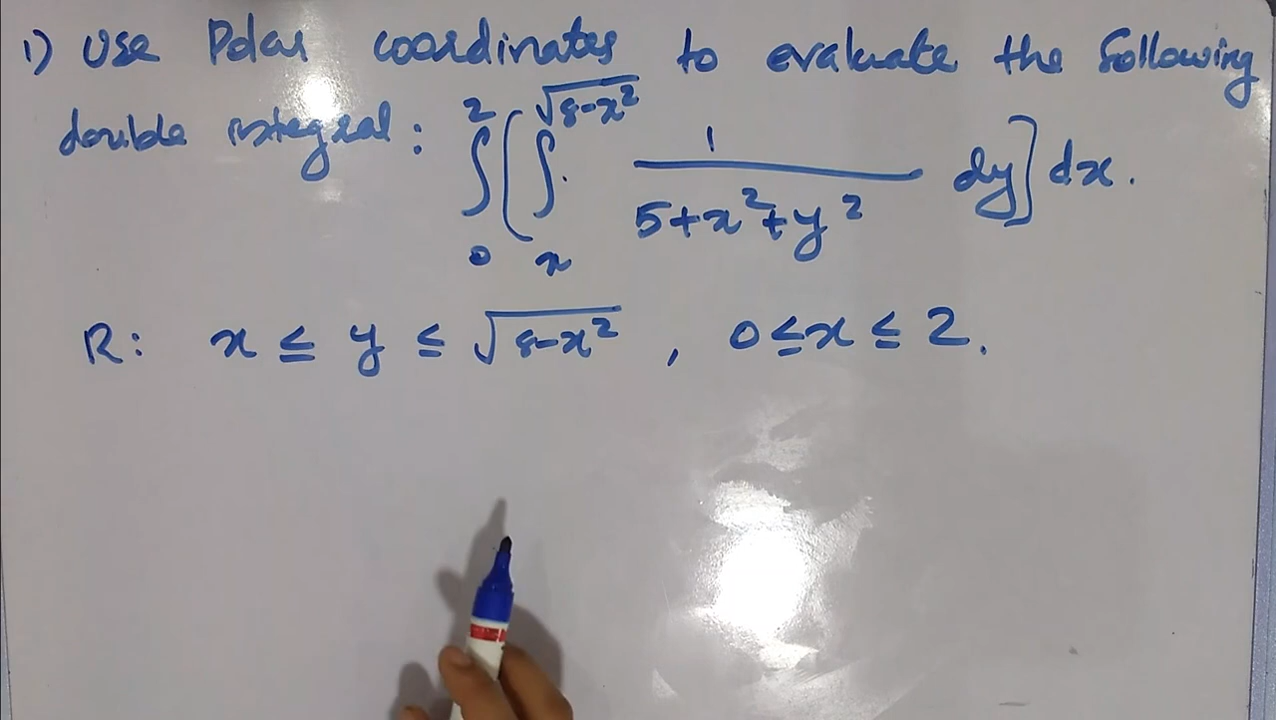 1) Use Polar coordinates to evaluate the following
double integral: ∫₀² [∫ₓ^√(8-x²) 1/(5+x²+y²) dy] dx.
R: x ≤ y ≤ √(8-x²) , 0 ≤ x ≤ 2.